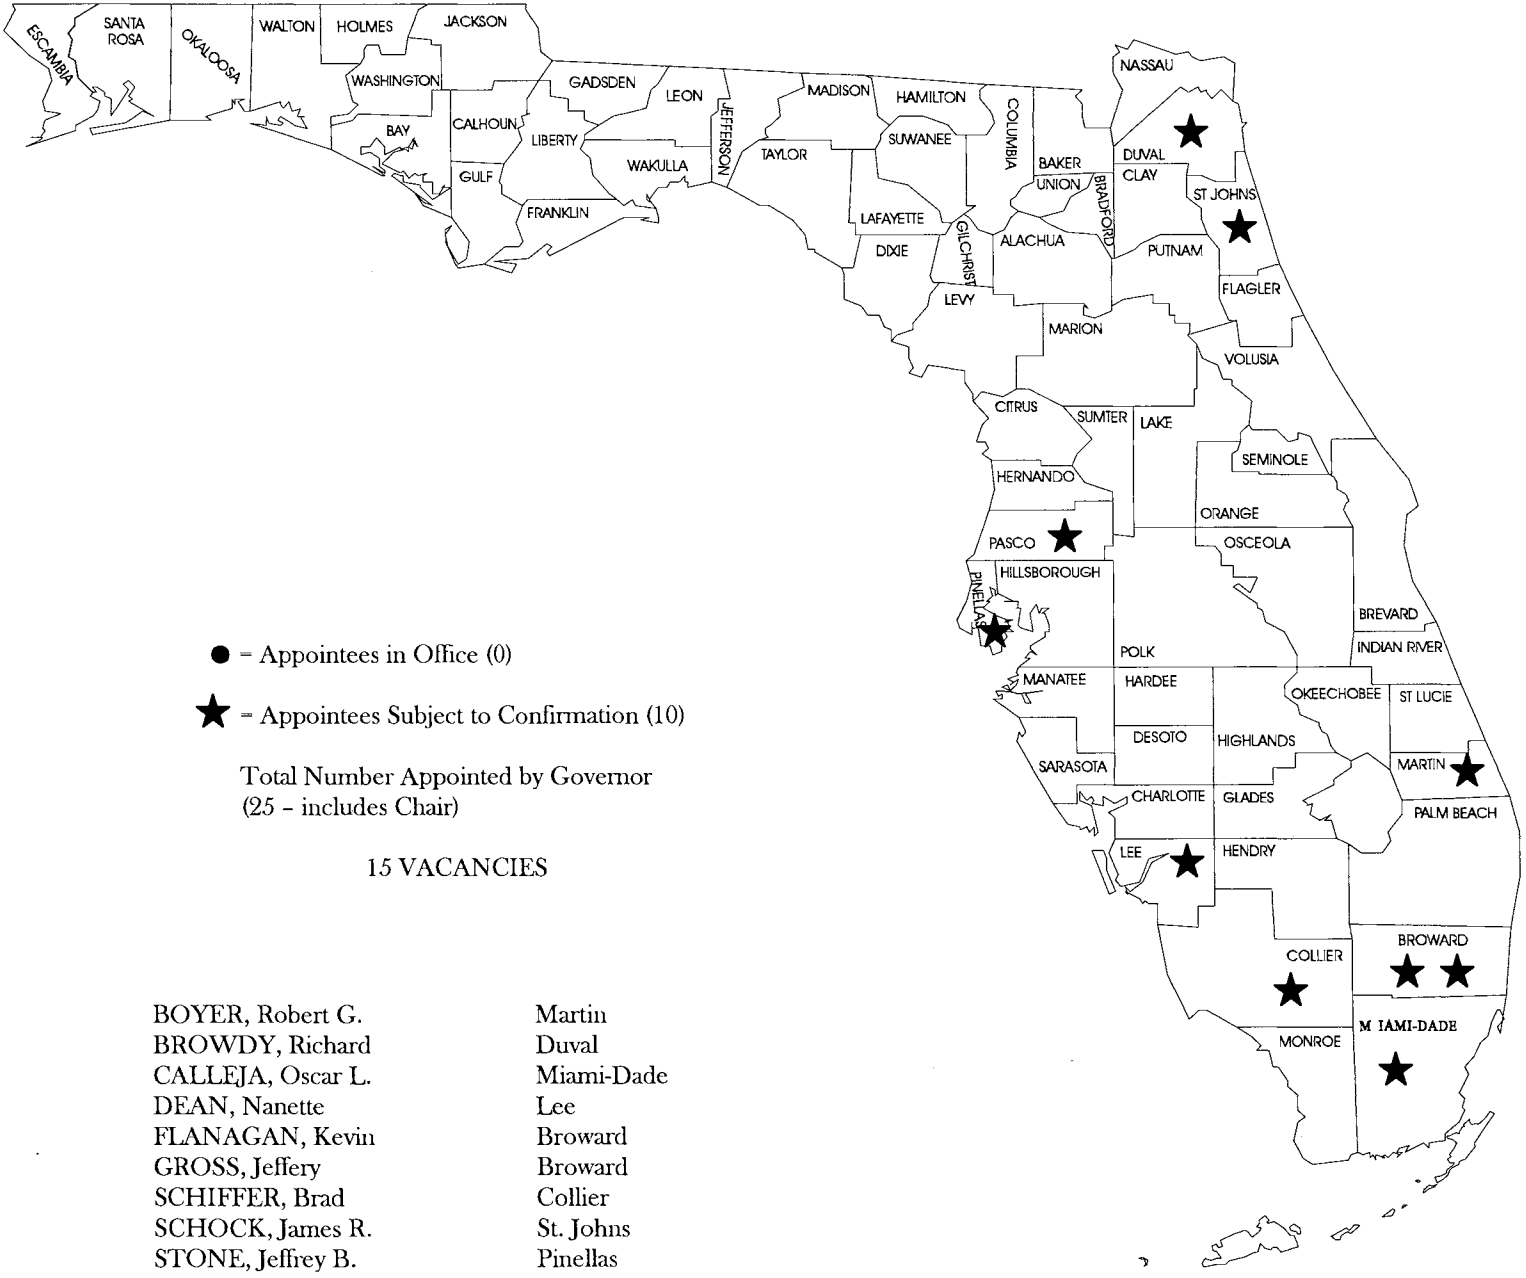 ESCAMBIA
SANTA
ROSA
OKALOOSA
WALTON
HOLMES
JACKSON
WASHINGTON
BAY
CALHOUN
GULF
LIBERTY
FRANKLIN
GADSDEN
LEON
WAKULLA
JEFFERSON
MADISON
TAYLOR
HAMILTON
SUWANEE
LAFAYETTE
DIXIE
COLUMBIA
GILCHRIST
BAKER
UNION
BRADFORD
ALACHUA
LEVY
NASSAU
DUVAL
CLAY
ST JOHNS
PUTNAM
FLAGLER
MARION
VOLUSIA
CITRUS
SUMTER
LAKE
SEMINOLE
HERNANDO
ORANGE
PASCO
OSCEOLA
PINELLAS
HILLSBOROUGH
BREVARD
POLK
INDIAN RIVER
MANATEE
HARDEE
OKEECHOBEE
ST LUCIE
DESOTO
HIGHLANDS
SARASOTA
MARTIN
CHARLOTTE
GLADES
PALM BEACH
LEE
HENDRY
COLLIER
BROWARD
MONROE
M IAMI-DADE
= Appointees in Office (0)
= Appointees Subject to Confirmation (10)
Total Number Appointed by Governor
(25 – includes Chair)
15 VACANCIES
BOYER, Robert G. Martin
BROWDY, Richard Duval
CALLEJA, Oscar L. Miami-Dade
DEAN, Nanette Lee
FLANAGAN, Kevin Broward
GROSS, Jeffery Broward
SCHIFFER, Brad Collier
SCHOCK, James R. St. Johns
STONE, Jeffrey B. Pinellas